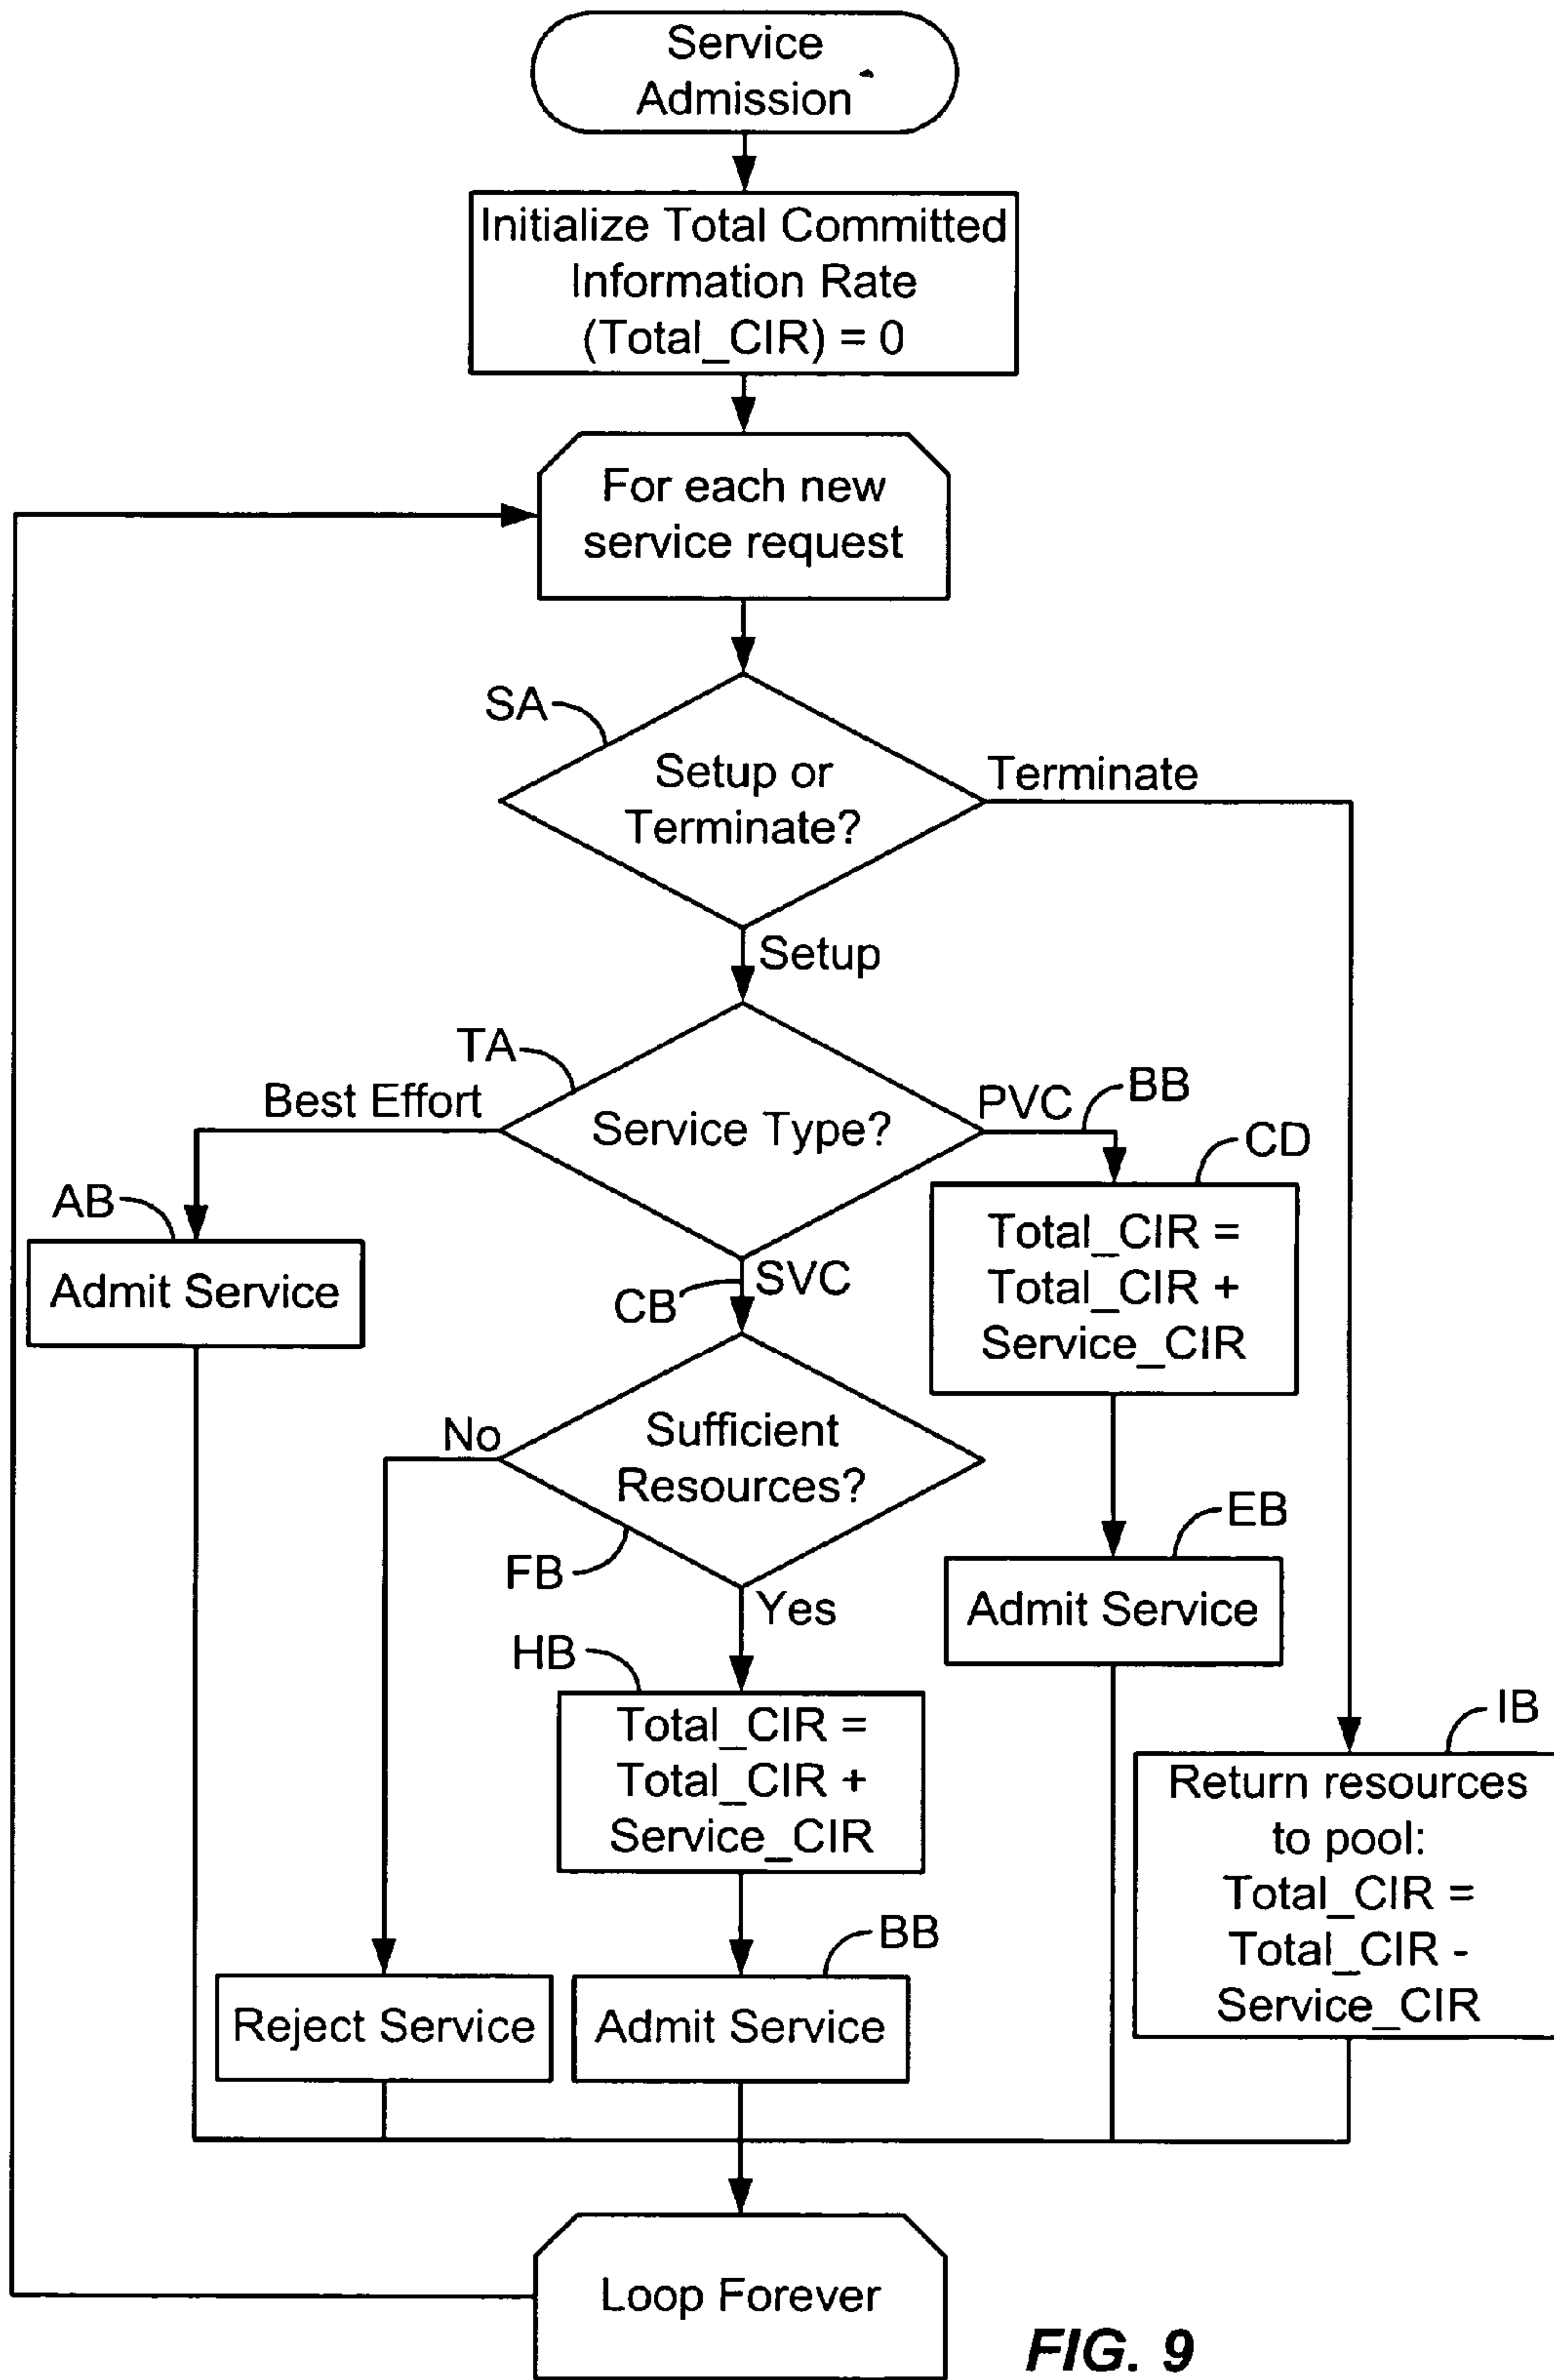 Service
Admission
Initialize Total Committed
Information Rate
(Total_CIR) = 0
For each new
service request
SA
Setup or
Terminate?
Terminate
Setup
TA
Best Effort
Service Type?
PVC
BB
CD
AB
Admit Service
Total_CIR =
Total_CIR +
Service_CIR
CB
SVC
No
Sufficient
Resources?
FB
Yes
EB
Admit Service
HB
Total_CIR =
Total_CIR +
Service_CIR
IB
Return resources
to pool:
Total_CIR =
Total_CIR -
Service_CIR
BB
Reject Service
Admit Service
Loop Forever
FIG. 9